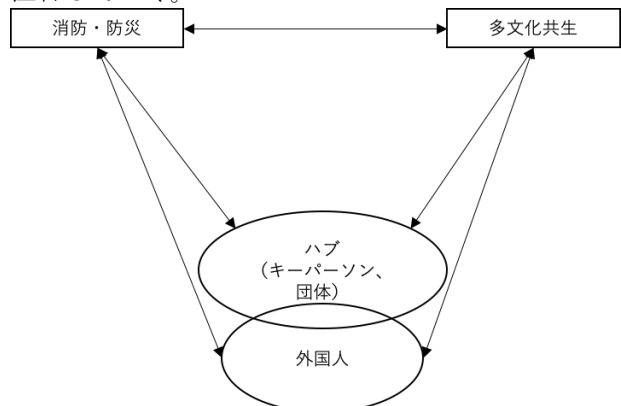 消防・防災
多文化共生
ハブ
（キーパーソン、
団体）
外国人